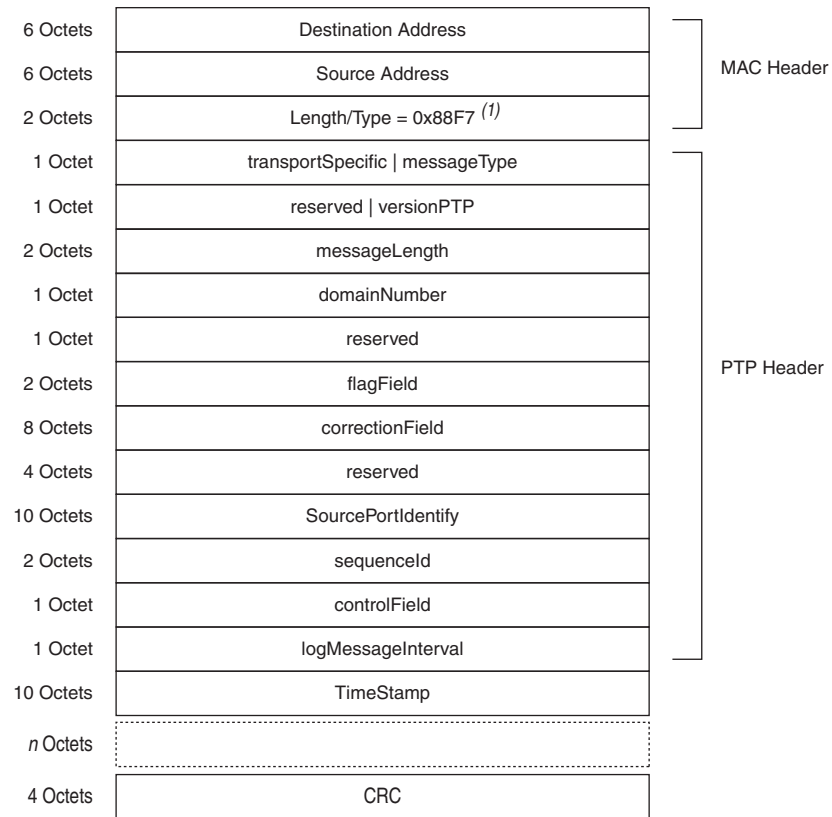 6 Octets Destination Address
6 Octets Source Address
MAC Header
2 Octets Length/Type = 0x88F7 (1)
1 Octet transportSpecific | messageType
1 Octet reserved | versionPTP
2 Octets messageLength
1 Octet domainNumber
1 Octet reserved
PTP Header
2 Octets flagField
8 Octets correctionField
4 Octets reserved
10 Octets SourcePortIdentify
2 Octets sequenceId
1 Octet controlField
1 Octet logMessageInterval
10 Octets TimeStamp
n Octets
4 Octets CRC